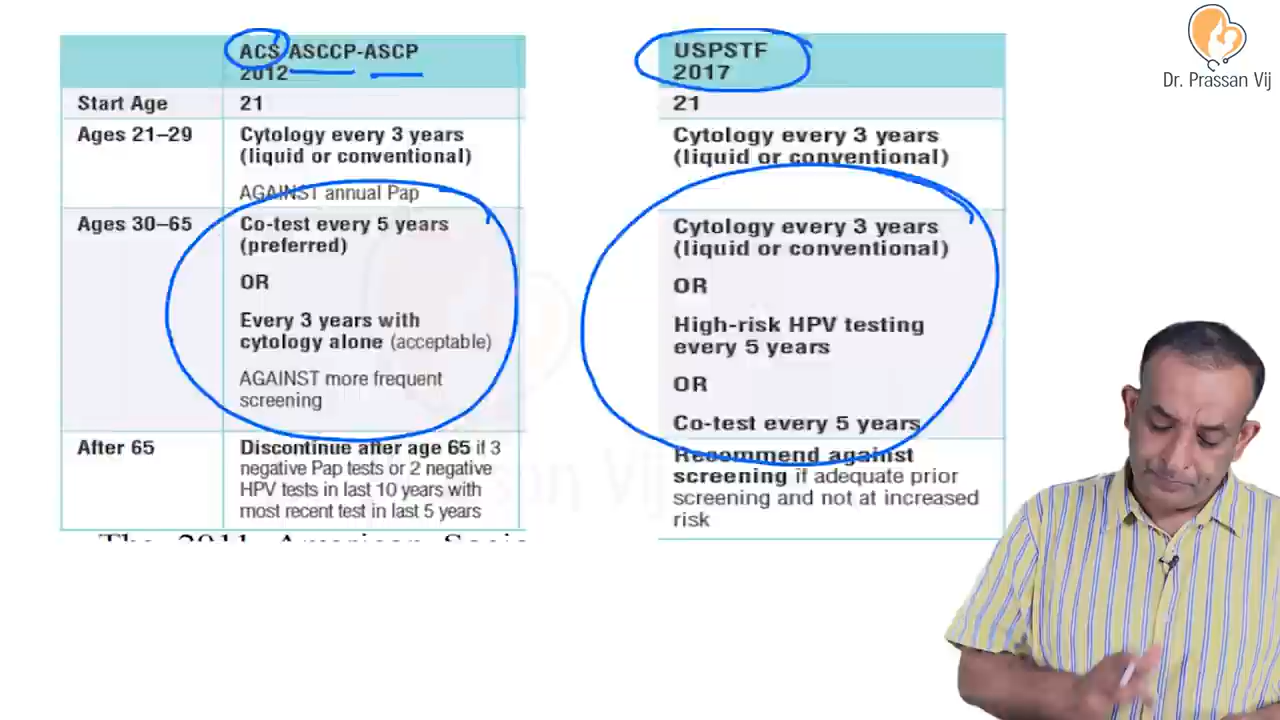 ACS ASCCP-ASCP
2012
Start Age 21
Ages 21–29 Cytology every 3 years
(liquid or conventional)
AGAINST annual Pap
Ages 30–65 Co-test every 5 years
(preferred)
OR
Every 3 years with
cytology alone (acceptable)
AGAINST more frequent
screening
After 65 Discontinue after age 65 if 3
negative Pap tests or 2 negative
HPV tests in last 10 years with
most recent test in last 5 years
The 2011 American
USPSTF
2017
21
Cytology every 3 years
(liquid or conventional)
Cytology every 3 years
(liquid or conventional)
OR
High-risk HPV testing
every 5 years
OR
Co-test every 5 years
Recommend against
screening if adequate prior
screening and not at increased
risk
Dr. Prassan Vij